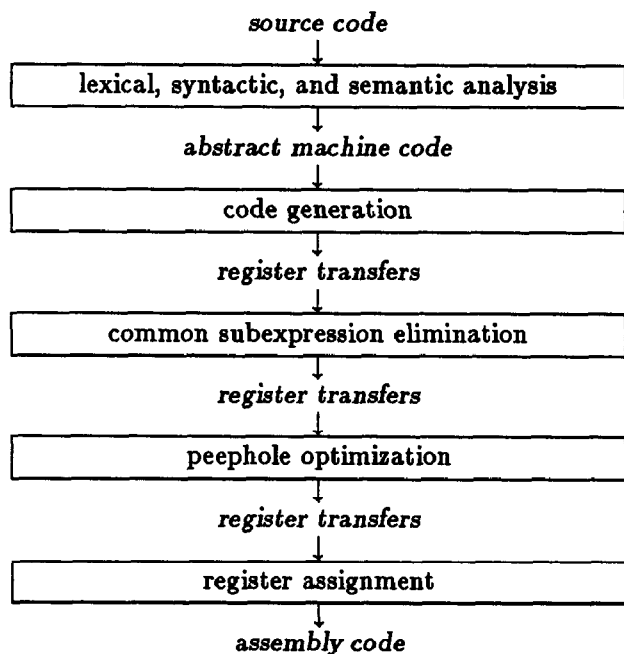 source code
lexical, syntactic, and semantic analysis
abstract machine code
code generation
register transfers
common subexpression elimination
register transfers
peephole optimization
register transfers
register assignment
assembly code